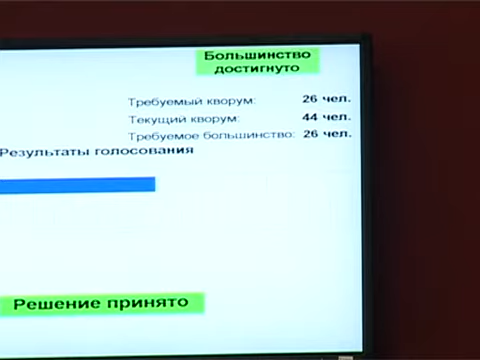 Большинство
достигнуто
Требуемый кворум: 26 чел.
Текущий кворум: 44 чел.
Требуемое большинство: 26 чел.
Результаты голосования
Решение принято